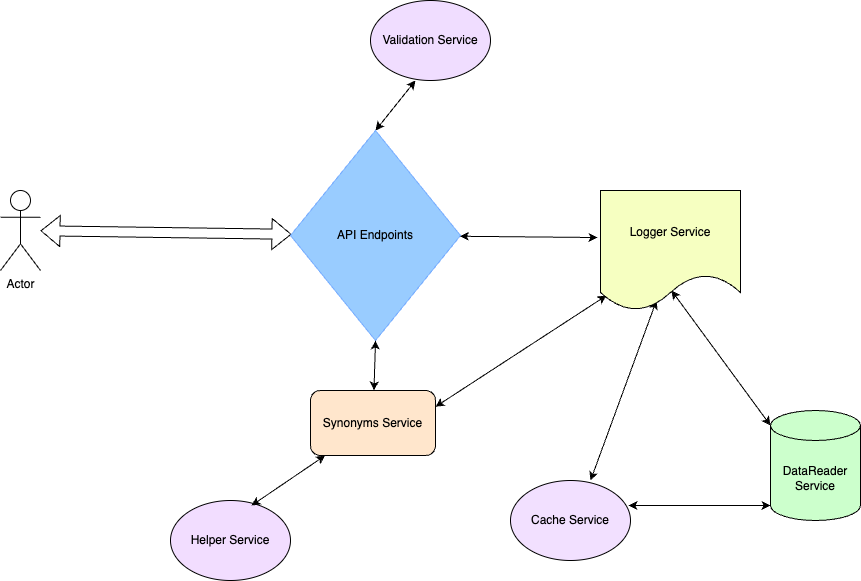 Validation Service
API Endpoints
Logger Service
Actor
Synonyms Service
DataReader
Service
Cache Service
Helper Service